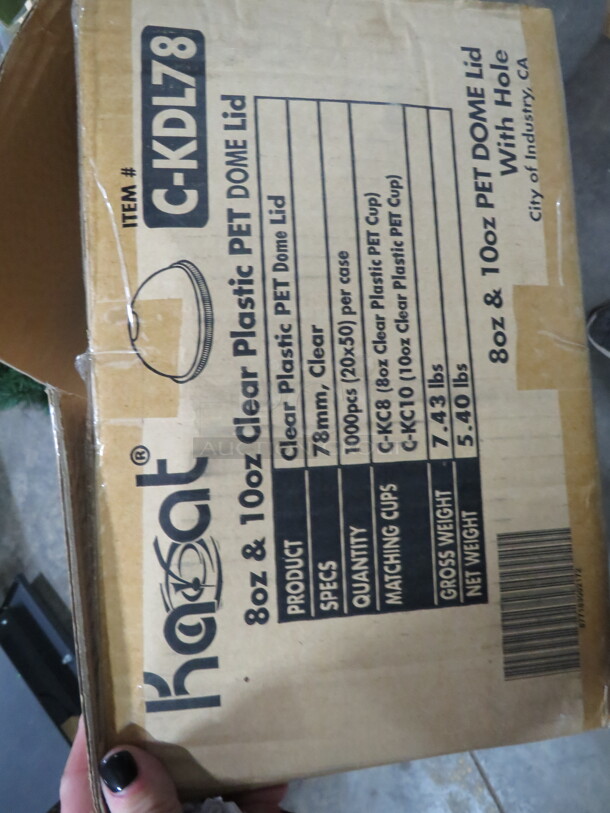 Karat®
ITEM #
C-KDL78
8oz & 10oz Clear Plastic PET DOME Lid
PRODUCT Clear Plastic PET Dome Lid
SPECS 78mm, Clear
QUANTITY 1000pcs (20x50) per case
MATCHING CUPS C-KC8 (8oz Clear Plastic PET Cup)
C-KC10 (10oz Clear Plastic PET Cup)
GROSS WEIGHT 7.43 lbs
NET WEIGHT 5.40 lbs
8oz & 10oz PET DOME Lid
With Hole
City of Industry, CA